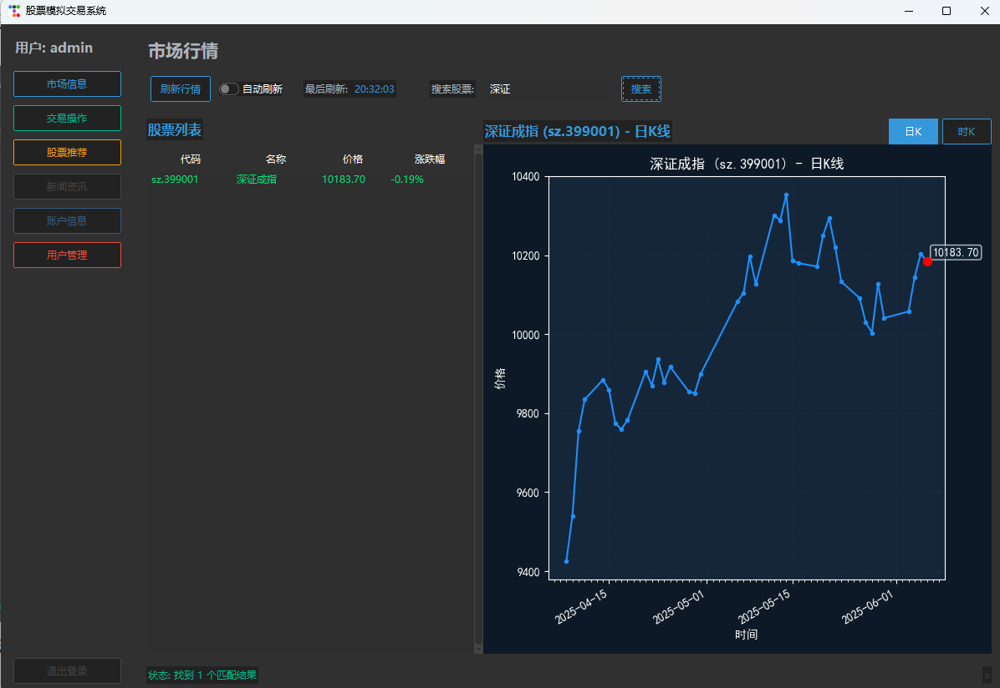 股票模拟交易系统
用户: admin
市场信息
交易操作
股票推荐
新闻资讯
账户信息
用户管理
退出登录
市场行情
刷新行情 自动刷新 最后刷新: 20:32:03 搜索股票: 深证 搜索
股票列表
代码 名称 价格 涨跌幅
sz.399001 深证成指 10183.70 -0.19%
深证成指 (sz.399001) - 日K线 日K 时K
深证成指 (sz.399001) - 日K线
10400
10200
10000
9800
9600
9400
价格
10183.70
2025-04-15 2025-05-01 2025-05-15 2025-06-01
时间
状态: 找到 1 个匹配结果